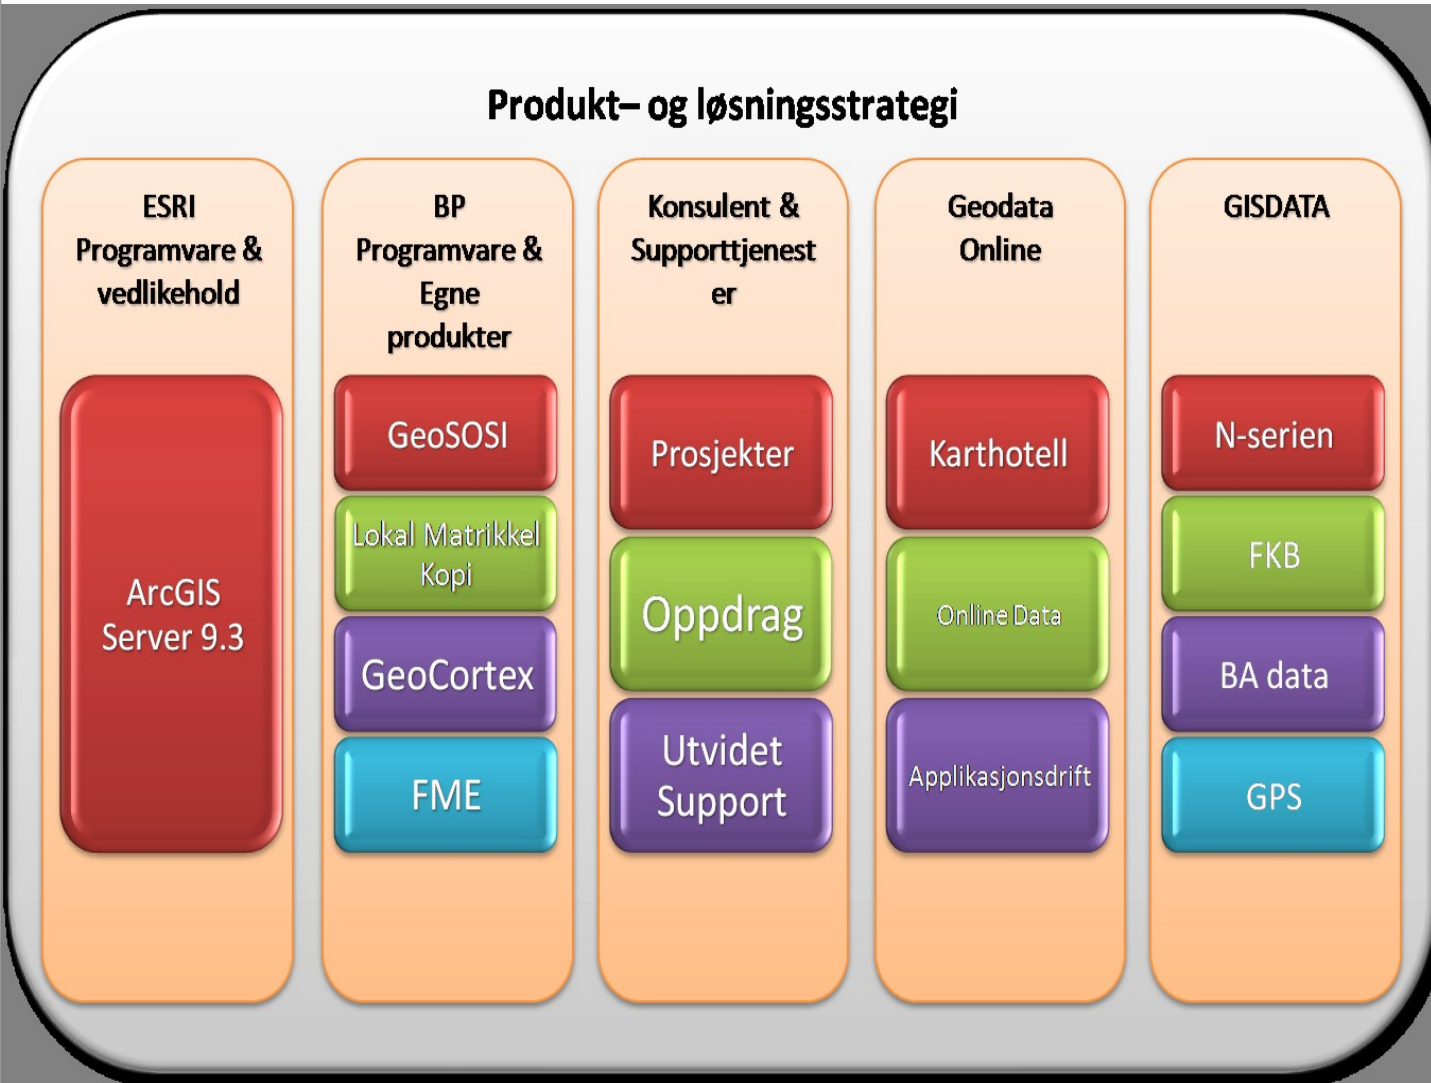 Produkt– og løsningsstrategi
ESRI
Programvare &
vedlikehold
ArcGIS
Server 9.3
BP
Programvare &
Egne
produkter
GeoSOSI
Lokal Matrikkel
Kopi
GeoCortex
FME
Konsulent &
Supporttjenest
er
Prosjekter
Oppdrag
Utvidet
Support
Geodata
Online
Karthotell
Online Data
Applikasjonsdrift
GISDATA
N-serien
FKB
BA data
GPS